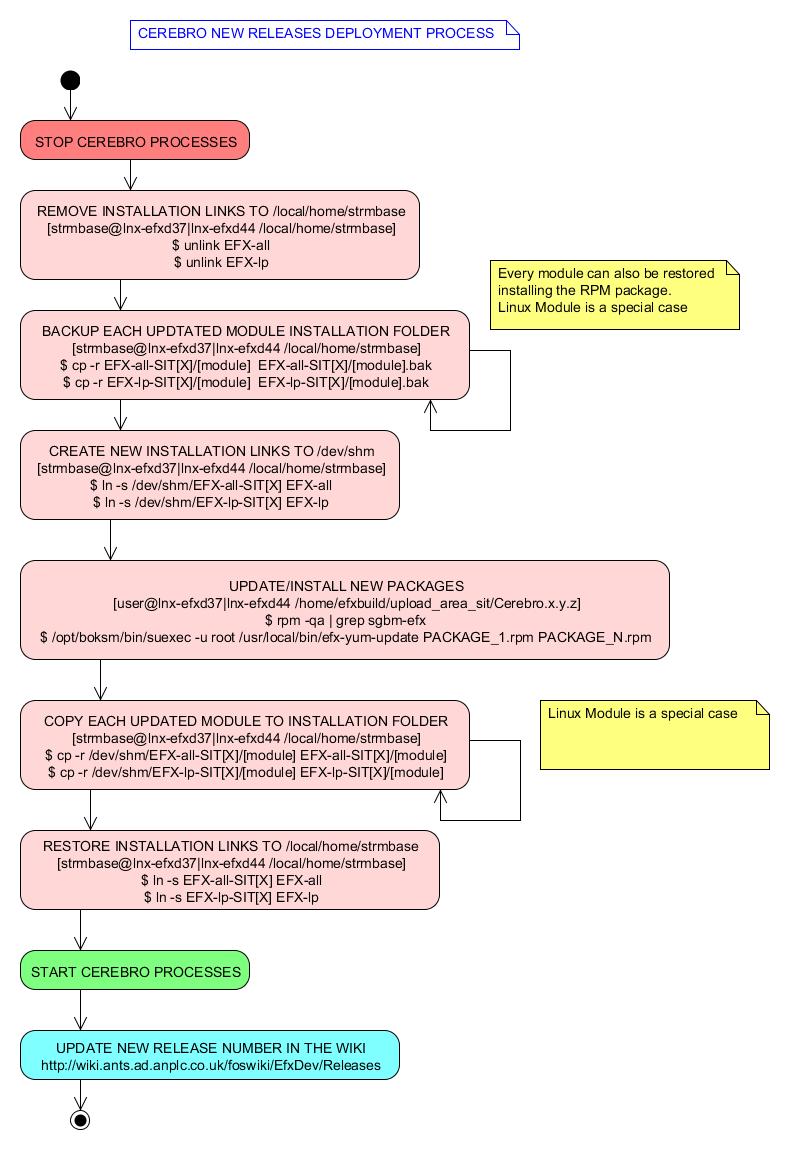 CEREBRO NEW RELEASES DEPLOYMENT PROCESS
STOP CEREBRO PROCESSES
REMOVE INSTALLATION LINKS TO /local/home/strmbase
[strmbase@lnx-efxd37|lnx-efxd44 /local/home/strmbase]
$ unlink EFX-all
$ unlink EFX-lp
Every module can also be restored
installing the RPM package.
Linux Module is a special case
BACKUP EACH UPDTATED MODULE INSTALLATION FOLDER
[strmbase@lnx-efxd37|lnx-efxd44 /local/home/strmbase]
$ cp -r EFX-all-SIT[X]/[module]  EFX-all-SIT[X]/[module].bak
$ cp -r EFX-lp-SIT[X]/[module]  EFX-lp-SIT[X]/[module].bak
CREATE NEW INSTALLATION LINKS TO /dev/shm
[strmbase@lnx-efxd37|lnx-efxd44 /local/home/strmbase]
$ ln -s /dev/shm/EFX-all-SIT[X] EFX-all
$ ln -s /dev/shm/EFX-lp-SIT[X] EFX-lp
UPDATE/INSTALL NEW PACKAGES
[user@lnx-efxd37|lnx-efxd44 /home/efxbuild/upload_area_sit/Cerebro.x.y.z]
$ rpm -qa | grep sgbm-efx
$ /opt/boksm/bin/suexec -u root /usr/local/bin/efx-yum-update PACKAGE_1.rpm PACKAGE_N.rpm
COPY EACH UPDATED MODULE TO INSTALLATION FOLDER
[strmbase@lnx-efxd37|lnx-efxd44 /local/home/strmbase]
$ cp -r /dev/shm/EFX-all-SIT[X]/[module] EFX-all-SIT[X]/[module]
$ cp -r /dev/shm/EFX-lp-SIT[X]/[module] EFX-lp-SIT[X]/[module]
Linux Module is a special case
RESTORE INSTALLATION LINKS TO /local/home/strmbase
[strmbase@lnx-efxd37|lnx-efxd44 /local/home/strmbase]
$ ln -s EFX-all-SIT[X] EFX-all
$ ln -s EFX-lp-SIT[X] EFX-lp
START CEREBRO PROCESSES
UPDATE NEW RELEASE NUMBER IN THE WIKI
http://wiki.ants.ad.anplc.co.uk/foswiki/EfxDev/Releases